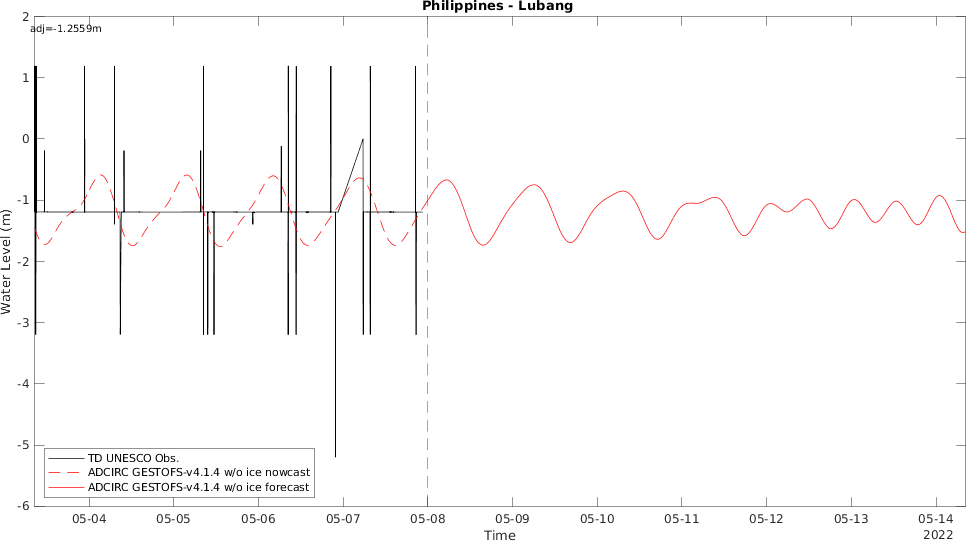 Philippines - Lubang
adj=-1.2559m
2
1
0
-1
-2
-3
-4
-5
-6
Water Level (m)
TD UNESCO Obs.
ADCIRC GESTOFS-v4.1.4 w/o ice nowcast
ADCIRC GESTOFS-v4.1.4 w/o ice forecast
05-04 05-05 05-06 05-07 05-08 05-09 05-10 05-11 05-12 05-13 05-14
Time
2022